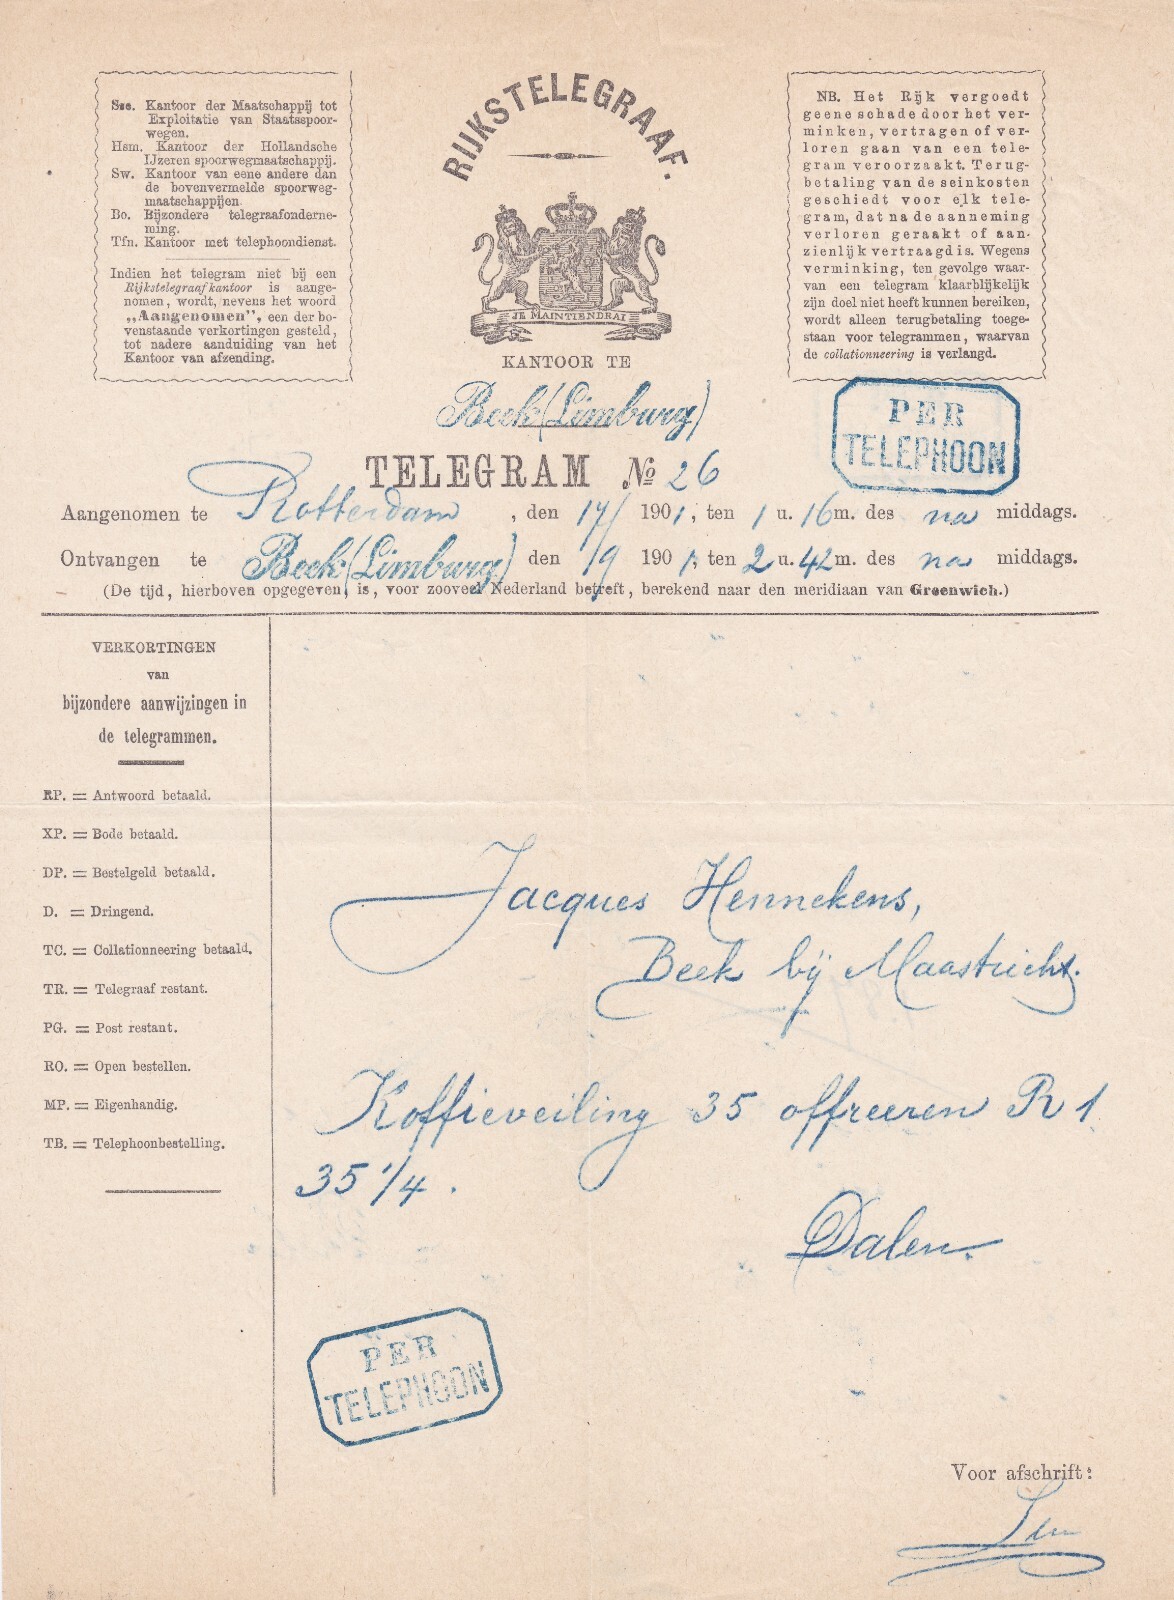 Sse. Kantoor der Maatschappij tot
Exploitatie van Staatsspoor-
wegen.
Hsm. Kantoor der Hollandsche
IJzeren spoorwegmaatschappij.
Sw. Kantoor van eene andere dan
de bovenvermelde spoorweg-
maatschappijen.
Bo. Bijzondere telegraafonderne-
ming.
Tfn. Kantoor met telephoondienst.
Indien het telegram niet bij een
Rijkstelegraafkantoor is aange-
nomen, wordt, nevens het woord
„Aangenomen”, een der bo-
venstaande verkortingen gesteld,
tot nadere aanduiding van het
Kantoor van afzending.
RIJKSTELEGRAAF.
JE MAINTIENDRAI
KANTOOR TE
Beek (Limburg)
NB. Het Rijk vergoedt
geene schade door het ver-
minken, vertragen of ver-
loren gaan van een tele-
gram veroorzaakt. Terug-
betaling van de seinkosten
geschiedt voor elk tele-
gram, dat na de aanneming
verloren geraakt of aan-
zienlijk vertraagd is. Wegens
verminking, ten gevolge waar-
van een telegram klaarblijkelijk
zijn doel niet heeft kunnen bereiken,
wordt alleen terugbetaling toege-
staan voor telegrammen, waarvan
de collationneering is verlangd.
PER
TELEPHOON
TELEGRAM No 26
Aangenomen te Rotterdam, den 17/ 1901, ten 1 u. 16 m. des na middags.
Ontvangen te Beek (Limburg) den /9 1901, ten 2 u. 42 m. des na middags.
(De tijd, hierboven opgegeven, is, voor zooveel Nederland betreft, berekend naar den meridiaan van Greenwich.)
VERKORTINGEN
van
bijzondere aanwijzingen in
de telegrammen.
RP. = Antwoord betaald.
XP. = Bode betaald.
DP. = Bestelgeld betaald.
D. = Dringend.
TC. = Collationneering betaald.
TR. = Telegraaf restant.
PG. = Post restant.
RO. = Open bestellen.
MP. = Eigenhandig.
TB. = Telephoonbestelling.
Jacques Hennekens,
Beek bij Maastricht.
Koffieveiling 35 offreeren R 1
35 1/4.
Dalen.
PER
TELEPHOON
Voor afschrift: